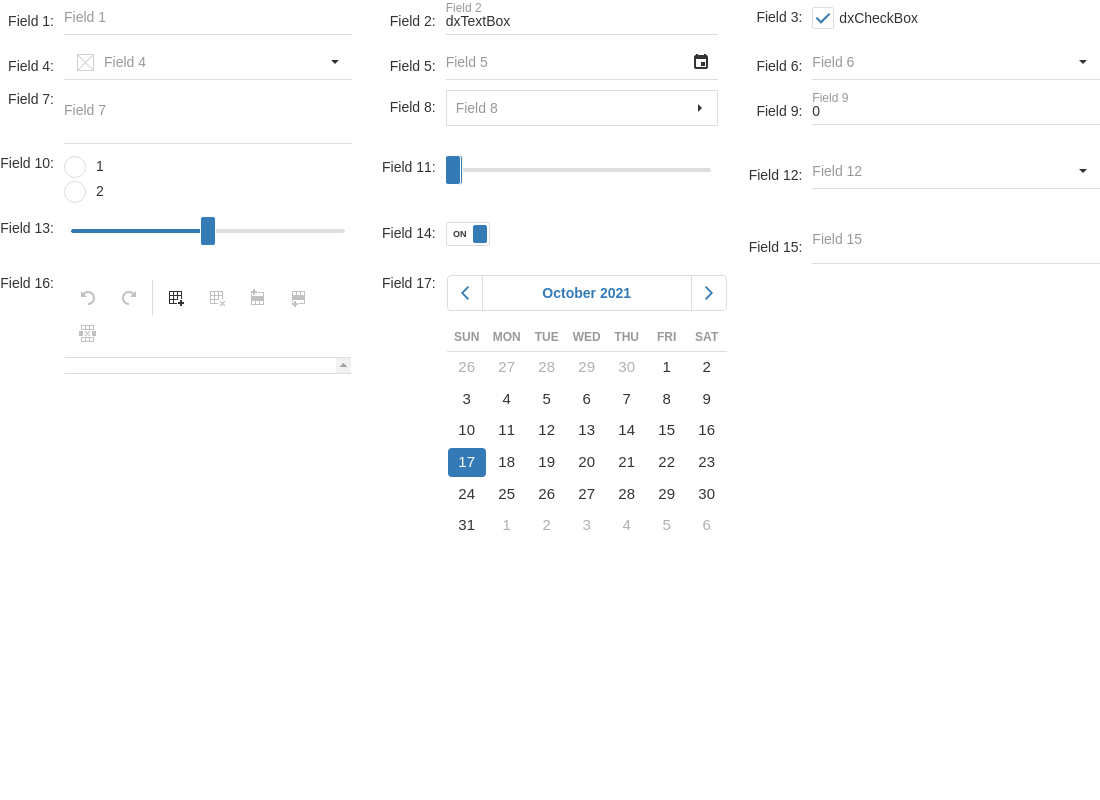 Field 1: Field 1
Field 2: Field 2
dxTextBox
Field 3: dxCheckBox
Field 4: Field 4
Field 5: Field 5
Field 6: Field 6
Field 7: Field 7
Field 8: Field 8
Field 9: Field 9
0
Field 10: 1
2
Field 11:
Field 12: Field 12
Field 13:
Field 14: ON
Field 15: Field 15
Field 16:
Field 17: October 2021
SUN MON TUE WED THU FRI SAT
26 27 28 29 30 1 2
3 4 5 6 7 8 9
10 11 12 13 14 15 16
17 18 19 20 21 22 23
24 25 26 27 28 29 30
31 1 2 3 4 5 6